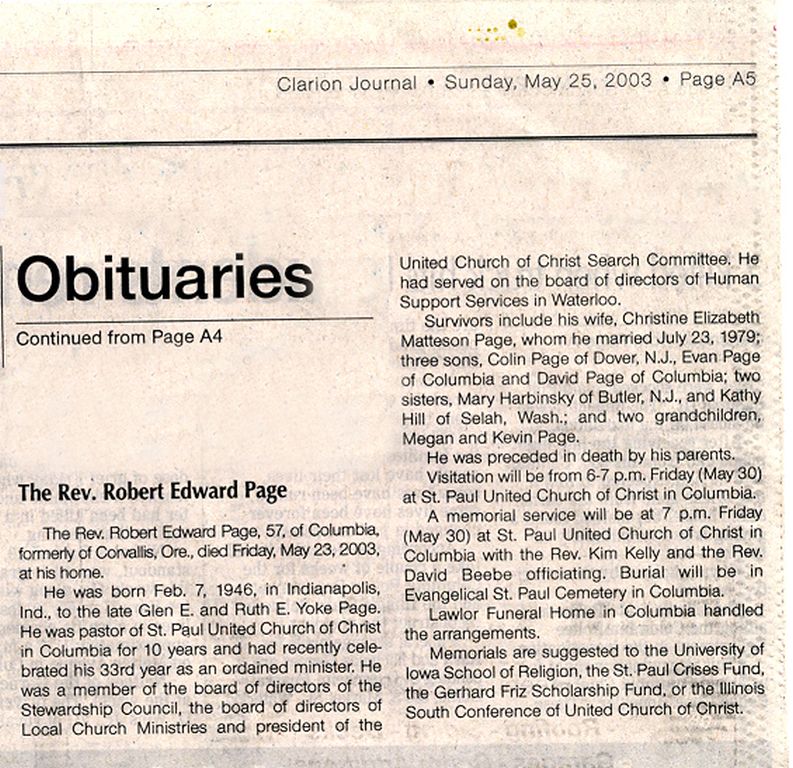 Clarion Journal • Sunday, May 25, 2003 • Page A5
Obituaries
Continued from Page A4
The Rev. Robert Edward Page
The Rev. Robert Edward Page, 57, of Columbia,
formerly of Corvallis, Ore., died Friday, May 23, 2003,
at his home.
He was born Feb. 7, 1946, in Indianapolis,
Ind., to the late Glen E. and Ruth E. Yoke Page.
He was pastor of St. Paul United Church of Christ
in Columbia for 10 years and had recently cele-
brated his 33rd year as an ordained minister. He
was a member of the board of directors of the
Stewardship Council, the board of directors of
Local Church Ministries and president of the
United Church of Christ Search Committee. He
had served on the board of directors of Human
Support Services in Waterloo.
Survivors include his wife, Christine Elizabeth
Matteson Page, whom he married July 23, 1979;
three sons, Colin Page of Dover, N.J., Evan Page
of Columbia and David Page of Columbia; two
sisters, Mary Harbinsky of Butler, N.J., and Kathy
Hill of Selah, Wash.; and two grandchildren,
Megan and Kevin Page.
He was preceded in death by his parents.
Visitation will be from 6-7 p.m. Friday (May 30)
at St. Paul United Church of Christ in Columbia.
A memorial service will be at 7 p.m. Friday
(May 30) at St. Paul United Church of Christ in
Columbia with the Rev. Kim Kelly and the Rev.
David Beebe officiating. Burial will be in
Evangelical St. Paul Cemetery in Columbia.
Lawlor Funeral Home in Columbia handled
the arrangements.
Memorials are suggested to the University of
Iowa School of Religion, the St. Paul Crises Fund,
the Gerhard Friz Scholarship Fund, or the Illinois
South Conference of United Church of Christ.